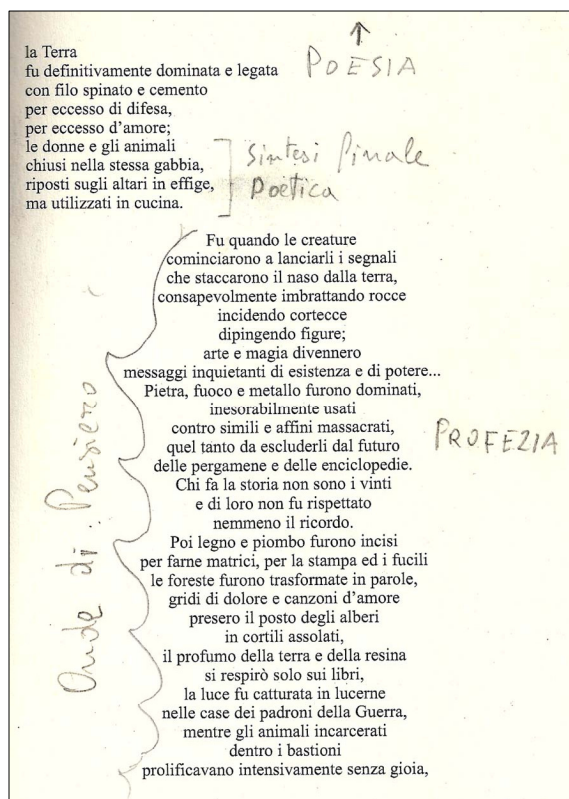 la Terra
fu definitivamente dominata e legata
POESIA
con filo spinato e cemento
per eccesso di difesa,
per eccesso d'amore;
le donne e gli animali
chiusi nella stessa gabbia,
riposti sugli altari in effige,
ma utilizzati in cucina.
Sintesi finale
Poetica
Fu quando le creature
cominciarono a lanciarli i segnali
che staccarono il naso dalla terra,
consapevolmente imbrattando rocce
incidendo cortecce
dipingendo figure;
arte e magia divennero
messaggi inquietanti di esistenza e di potere...
Pietra, fuoco e metallo furono dominati,
inesorabilmente usati
contro simili e affini massacrati,
quel tanto da escluderli dal futuro
delle pergamene e delle enciclopedie.
Chi fa la storia non sono i vinti
e di loro non fu rispettato
nemmeno il ricordo.
Poi legno e piombo furono incisi
per farne matrici, per la stampa ed i fucili
le foreste furono trasformate in parole,
gridi di dolore e canzoni d'amore
presero il posto degli alberi
in cortili assolati,
il profumo della terra e della resina
si respirò solo sui libri,
la luce fu catturata in lucerne
nelle case dei padroni della Guerra,
mentre gli animali incarcerati
dentro i bastioni
prolificavano intensivamente senza gioia,
PROFEZIA
Onde di Pensiero